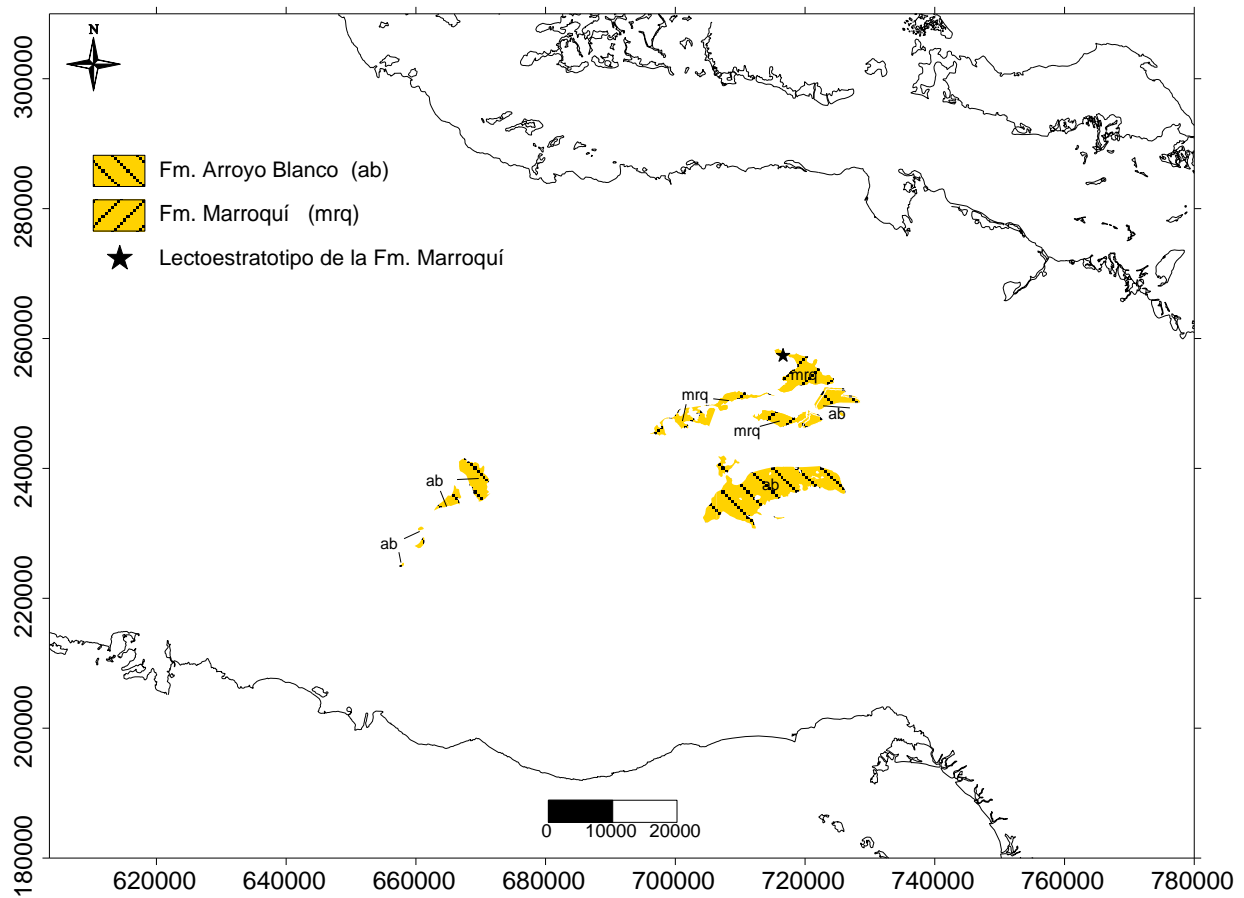 N
Fm. Arroyo Blanco (ab)
Fm. Marroquí (mrq)
Lectoestratotipo de la Fm. Marroquí
300000
280000
260000
240000
220000
200000
180000
mrq
mrq
ab
mrq
ab
ab
ab
0 10000 20000
620000 640000 660000 680000 700000 720000 740000 760000 780000